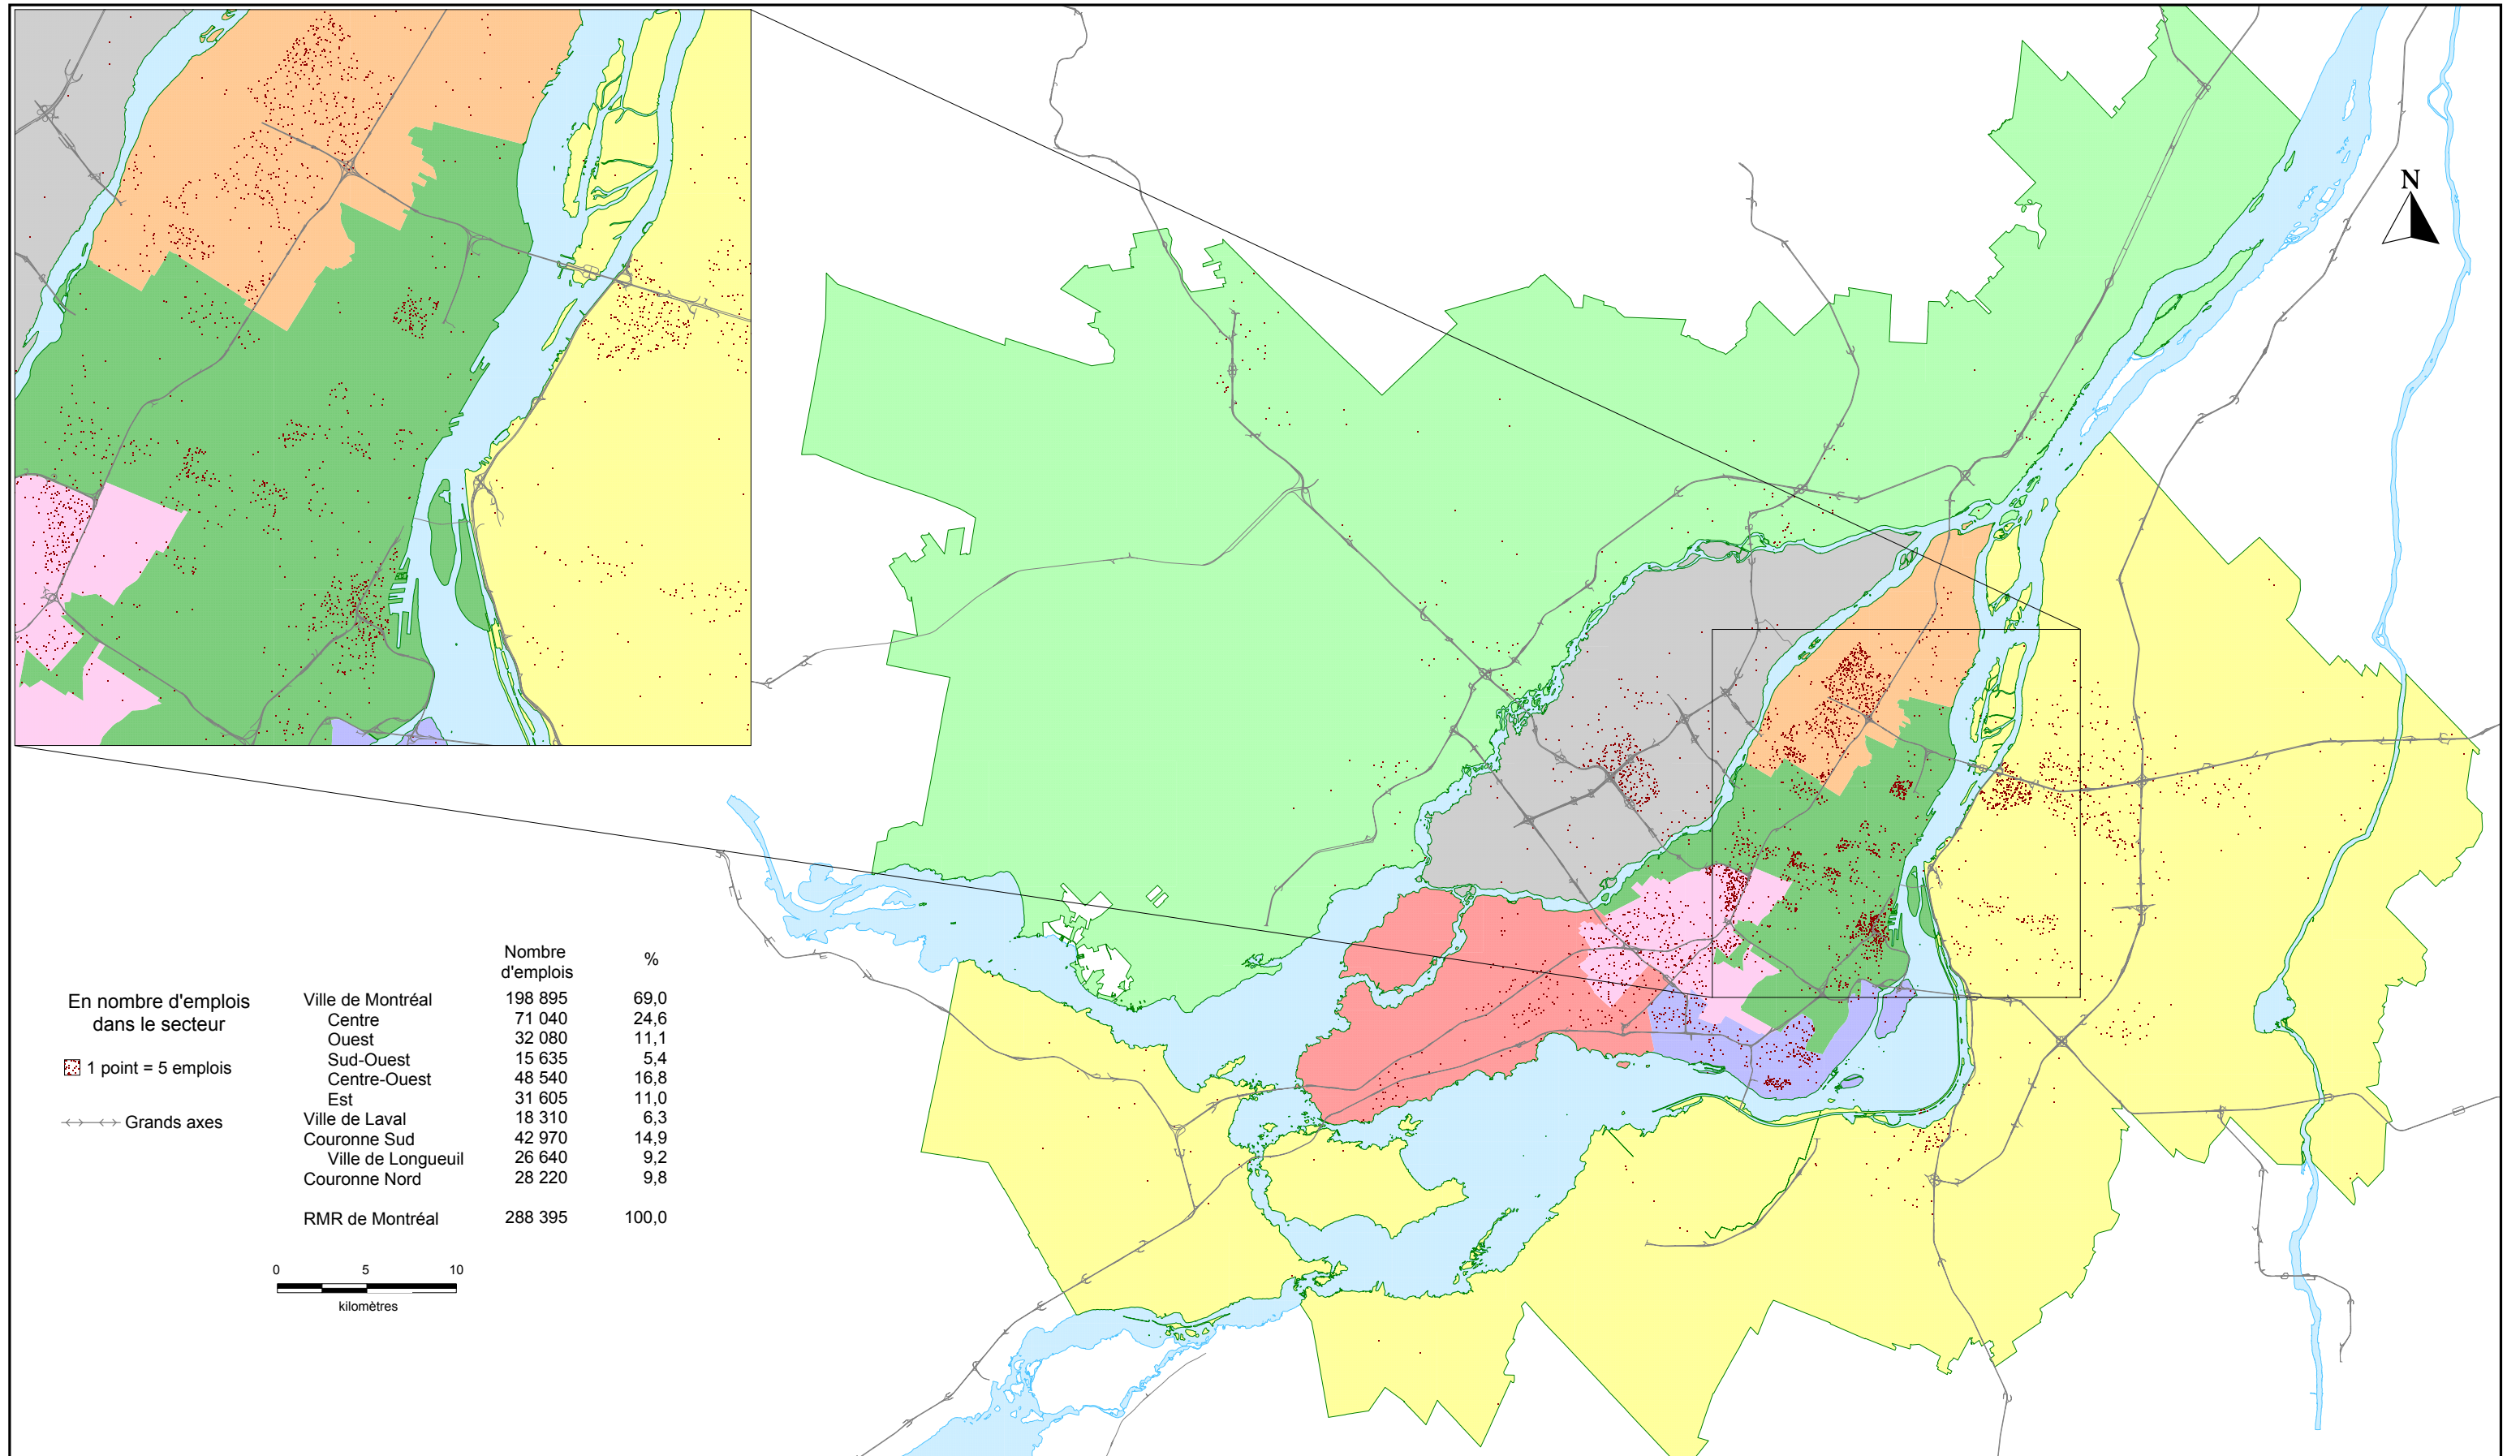 N
Nombre
d'emplois %
En nombre d'emplois
dans le secteur
1 point = 5 emplois
Grands axes
Ville de Montréal 198 895 69,0
Centre 71 040 24,6
Ouest 32 080 11,1
Sud-Ouest 15 635 5,4
Centre-Ouest 48 540 16,8
Est 31 605 11,0
Ville de Laval 18 310 6,3
Couronne Sud 42 970 14,9
Ville de Longueuil 26 640 9,2
Couronne Nord 28 220 9,8
RMR de Montréal 288 395 100,0
0 5 10
kilomètres